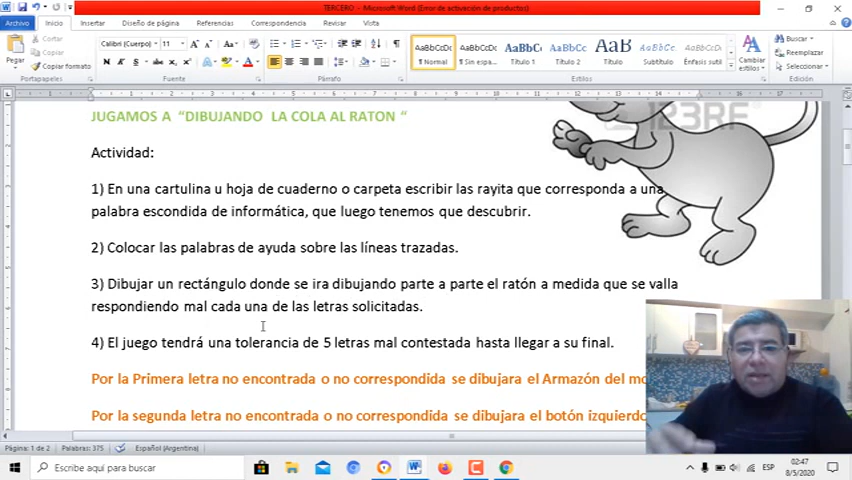 TERCERO - Microsoft Word (Error de activación de productos)
Archivo Inicio Insertar Diseño de página Referencias Correspondencia Revisar Vista
Pegar Cortar Copiar Copiar formato Portapapeles
Calibri (Cuerpo) 11 Fuente
Párrafo
AaBbCcDc AaBbCcDc AaBbC AaBbCc AaB AaBbCc. AaBbCcDc
¶ Normal ¶ Sin espa... Título 1 Título 2 Título Subtítulo Énfasis sutil
Estilos
Cambiar estilos
Buscar
Reemplazar
Seleccionar
Edición
123RF
JUGAMOS A "DIBUJANDO LA COLA AL RATON "
Actividad:
1) En una cartulina u hoja de cuaderno o carpeta escribir las rayita que corresponda a una
palabra escondida de informática, que luego tenemos que descubrir.
2) Colocar las palabras de ayuda sobre las líneas trazadas.
3) Dibujar un rectángulo donde se ira dibujando parte a parte el ratón a medida que se valla
respondiendo mal cada una de las letras solicitadas.
4) El juego tendrá una tolerancia de 5 letras mal contestada hasta llegar a su final.
Por la Primera letra no encontrada o no correspondida se dibujara el Armazón del
Por la segunda letra no encontrada o no correspondida se dibujara el botón izquierdo
Página: 1 de 2 Palabras: 375 Español (Argentina)
Escribe aquí para buscar
ESP
02:47
8/5/2020